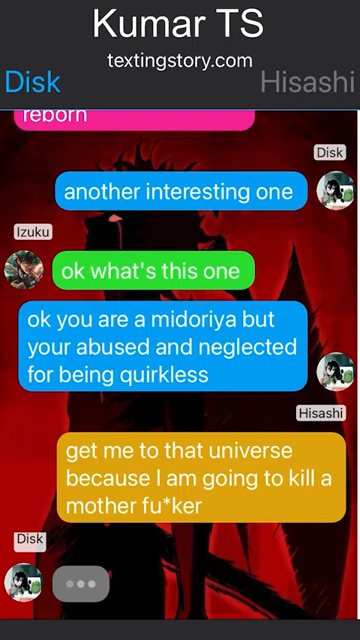 Kumar TS
textingstory.com
Disk
Hisashi
reborn
Disk
another interesting one
Izuku
ok what's this one
ok you are a midoriya but
your abused and neglected
for being quirkless
Hisashi
get me to that universe
because I am going to kill a
mother fu*ker
Disk